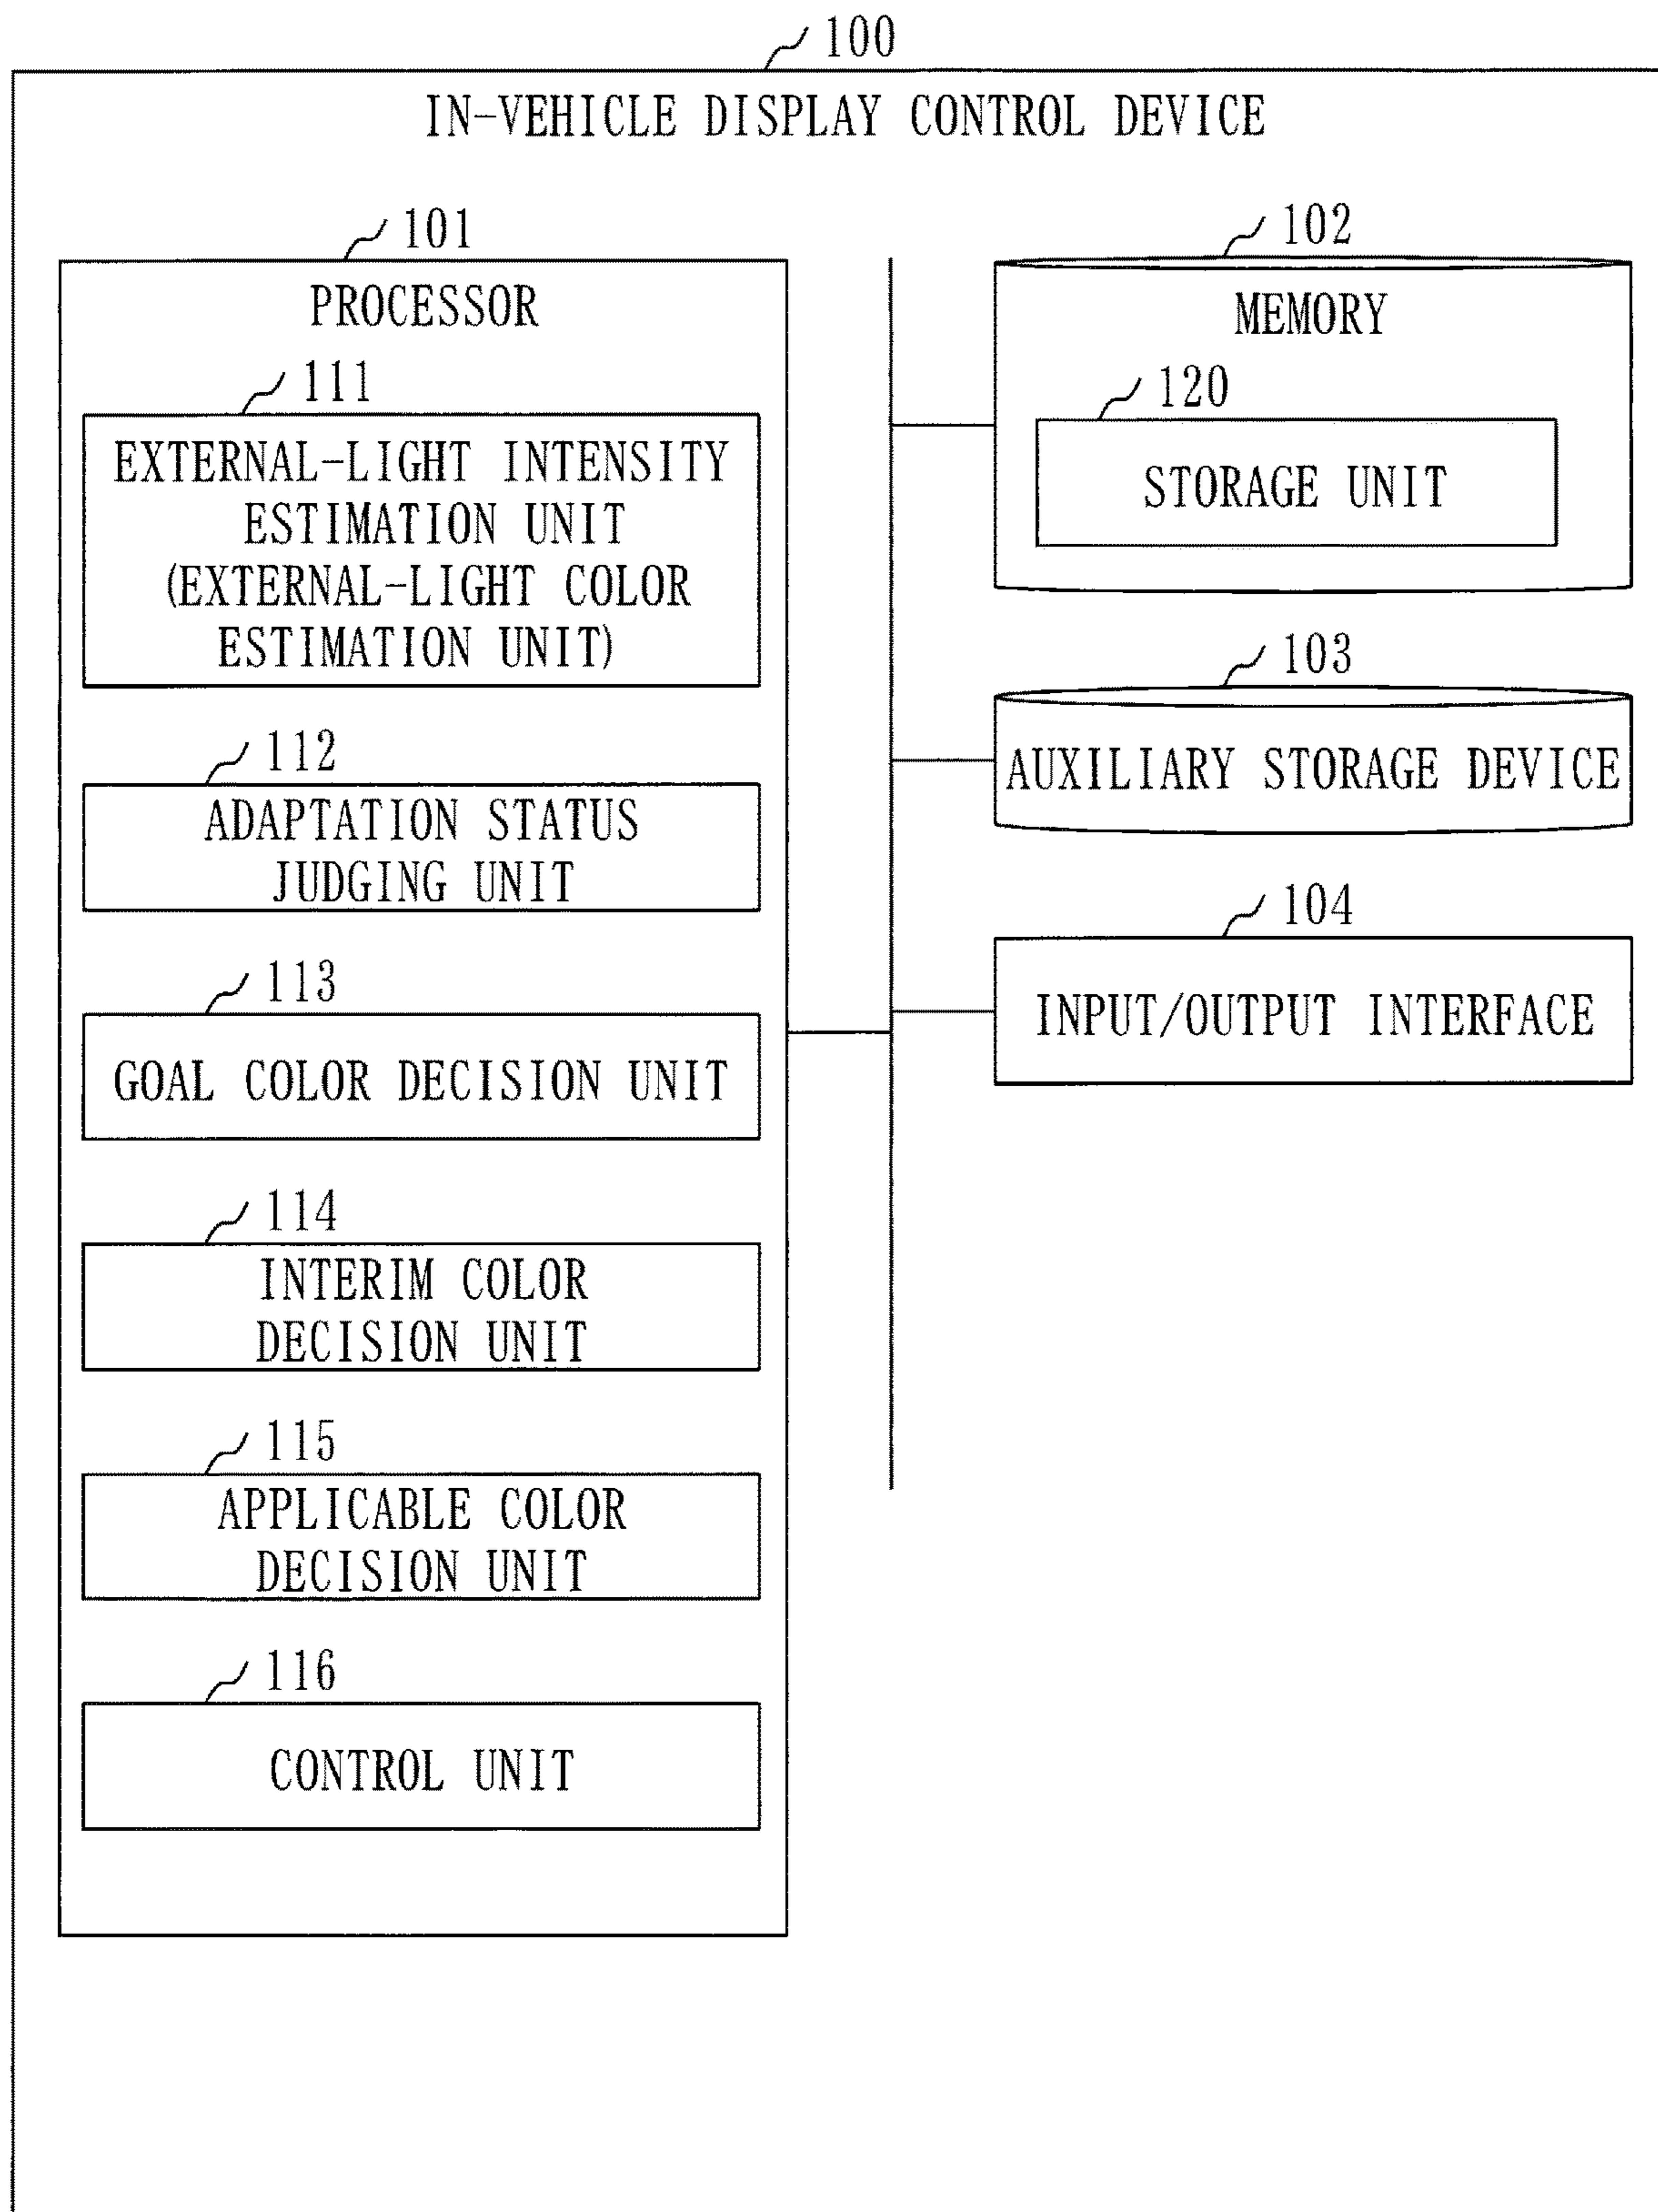 100
IN-VEHICLE DISPLAY CONTROL DEVICE
101
PROCESSOR
111
EXTERNAL-LIGHT INTENSITY
ESTIMATION UNIT
(EXTERNAL-LIGHT COLOR
ESTIMATION UNIT)
112
ADAPTATION STATUS
JUDGING UNIT
113
GOAL COLOR DECISION UNIT
114
INTERIM COLOR
DECISION UNIT
115
APPLICABLE COLOR
DECISION UNIT
116
CONTROL UNIT
102
MEMORY
120
STORAGE UNIT
103
AUXILIARY STORAGE DEVICE
104
INPUT/OUTPUT INTERFACE